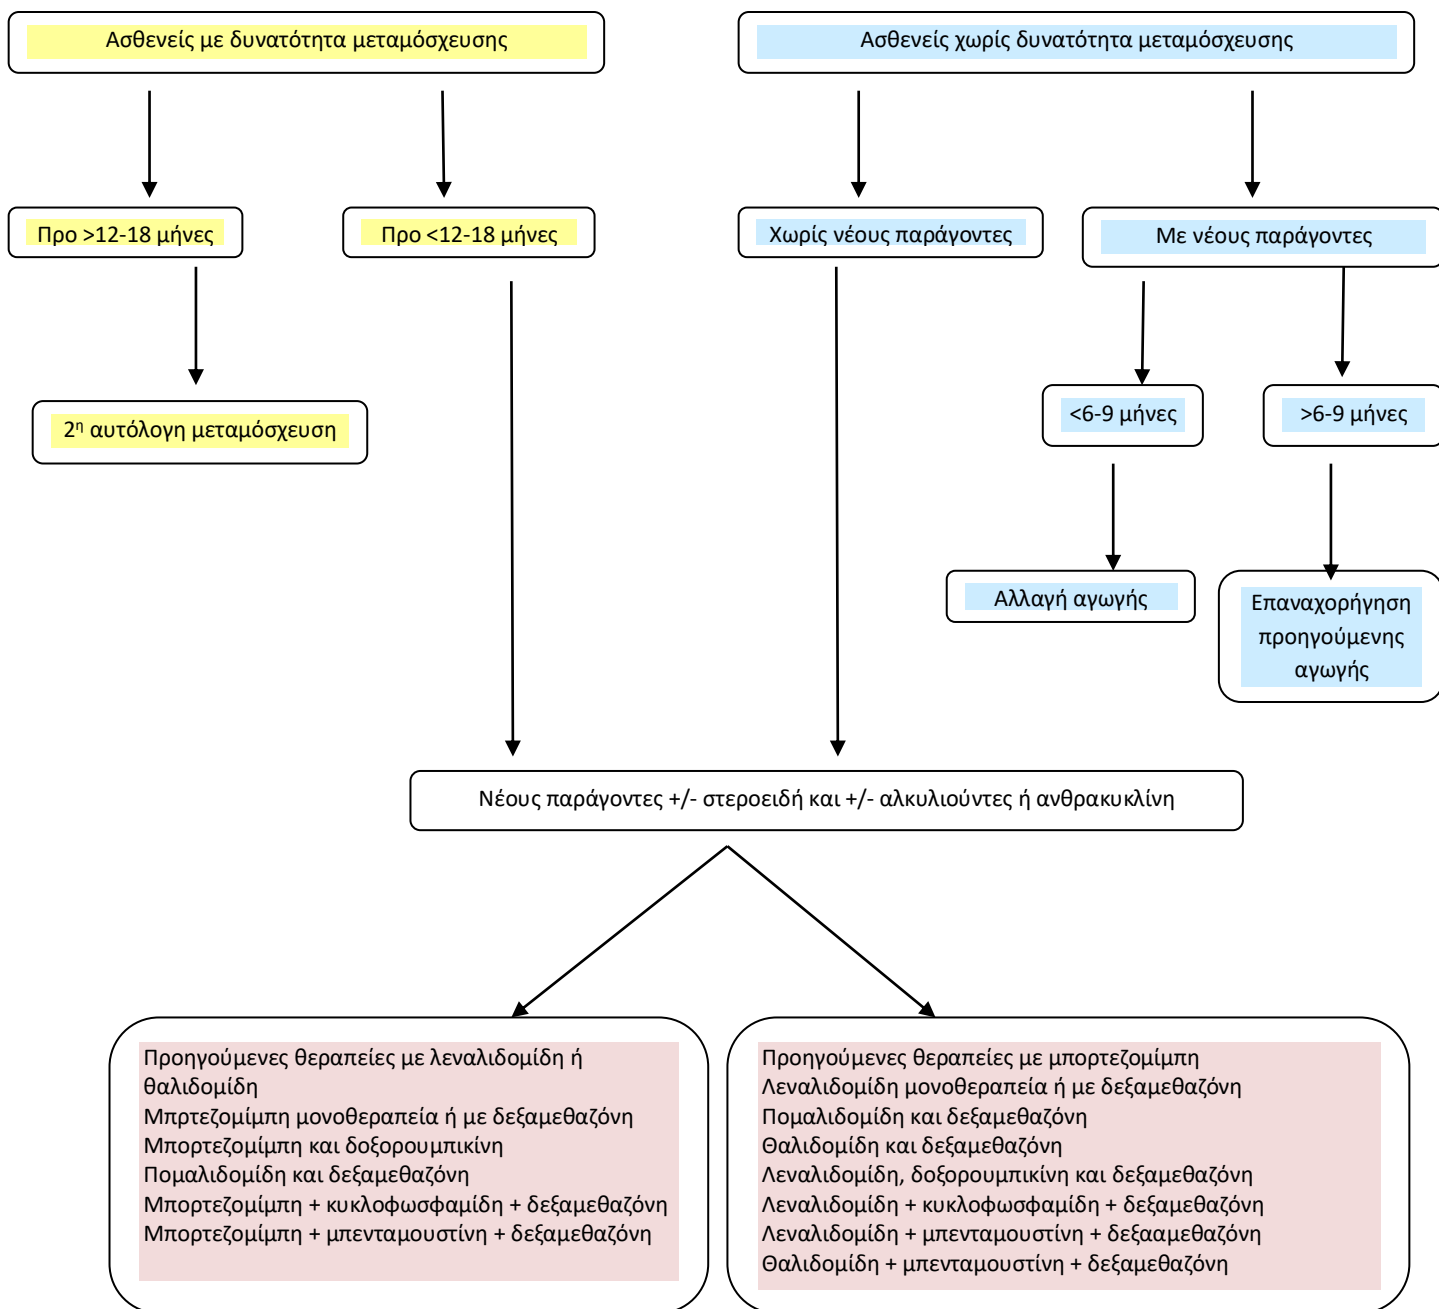 Ασθενείς με δυνατότητα μεταμόσχευσης
Ασθενείς χωρίς δυνατότητα μεταμόσχευσης
Προ >12-18 μήνες
Προ <12-18 μήνες
Χωρίς νέους παράγοντες
Με νέους παράγοντες
2η αυτόλογη μεταμόσχευση
<6-9 μήνες
>6-9 μήνες
Αλλαγή αγωγής
Επαναχορήγηση
προηγούμενης
αγωγής
Νέους παράγοντες +/- στεροειδή και +/- αλκυλιούντες ή ανθρακυκλίνη
Προηγούμενες θεραπείες με λεναλιδομίδη ή
θαλιδομίδη
Μπρτεζομίμπη μονοθεραπεία ή με δεξαμεθαζόνη
Μπορτεζομίμπη και δοξορουμπικίνη
Πομαλιδομίδη και δεξαμεθαζόνη
Μπορτεζομίμπη + κυκλοφωσφαμίδη + δεξαμεθαζόνη
Μπορτεζομίμπη + μπενταμουστίνη + δεξαμεθαζόνη
Προηγούμενες θεραπείες με μπορτεζομίμπη
Λεναλιδομίδη μονοθεραπεία ή με δεξαμεθαζόνη
Πομαλιδομίδη και δεξαμεθαζόνη
Θαλιδομίδη και δεξαμεθαζόνη
Λεναλιδομίδη, δοξορουμπικίνη και δεξαμεθαζόνη
Λεναλιδομίδη + κυκλοφωσφαμίδη + δεξαμεθαζόνη
Λεναλιδομίδη + μπενταμουστίνη + δεξααμεθαζόνη
Θαλιδομίδη + μπενταμουστίνη + δεξαμεθαζόνη